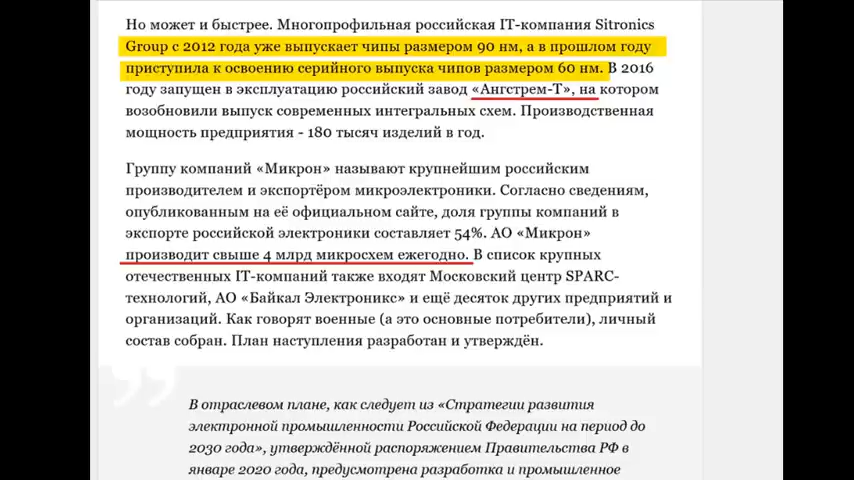 Но может и быстрее. Многопрофильная российская IT-компания Sitronics
Group с 2012 года уже выпускает чипы размером 90 нм, а в прошлом году
приступила к освоению серийного выпуска чипов размером 60 нм. В 2016
году запущен в эксплуатацию российский завод «Ангстрем-Т», на котором
возобновили выпуск современных интегральных схем. Производственная
мощность предприятия - 180 тысяч изделий в год.
Группу компаний «Микрон» называют крупнейшим российским
производителем и экспортёром микроэлектроники. Согласно сведениям,
опубликованным на её официальном сайте, доля группы компаний в
экспорте российской электроники составляет 54%. АО «Микрон»
производит свыше 4 млрд микросхем ежегодно. В список крупных
отечественных IT-компаний также входят Московский центр SPARC-
технологий, АО «Байкал Электроникс» и ещё десяток других предприятий и
организаций. Как говорят военные (а это основные потребители), личный
состав собран. План наступления разработан и утверждён.
В отраслевом плане, как следует из «Стратегии развития
электронной промышленности Российской Федерации на период до
2030 года», утверждённой распоряжением Правительства РФ в
январе 2020 года, предусмотрена разработка и промышленное